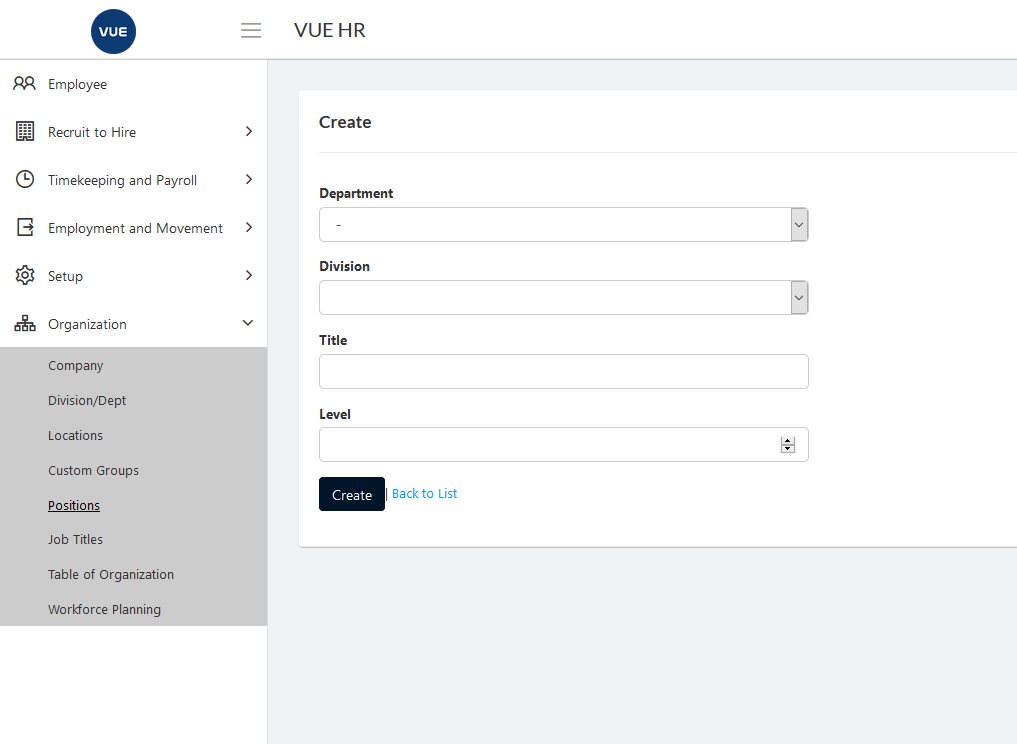 VUE
VUE HR
Employee
Recruit to Hire
Timekeeping and Payroll
Employment and Movement
Setup
Organization
Company
Division/Dept
Locations
Custom Groups
Positions
Job Titles
Table of Organization
Workforce Planning
Create
Department
-
Division
Title
Level
Create | Back to List